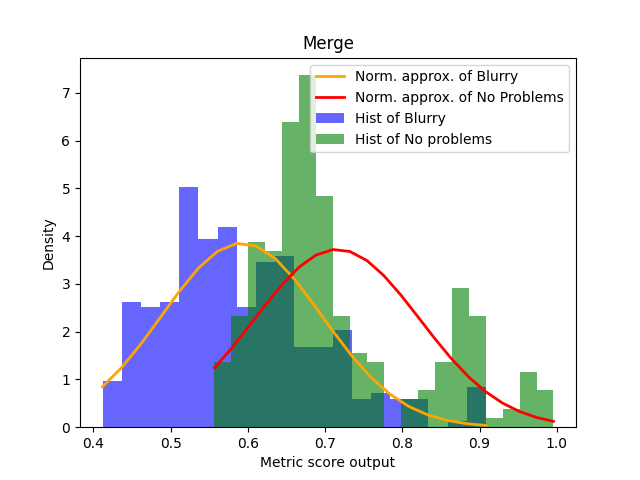 Merge
Norm. approx. of Blurry
Norm. approx. of No Problems
Hist of Blurry
Hist of No problems
Density
7
6
5
4
3
2
1
0
0.4 0.5 0.6 0.7 0.8 0.9 1.0
Metric score output